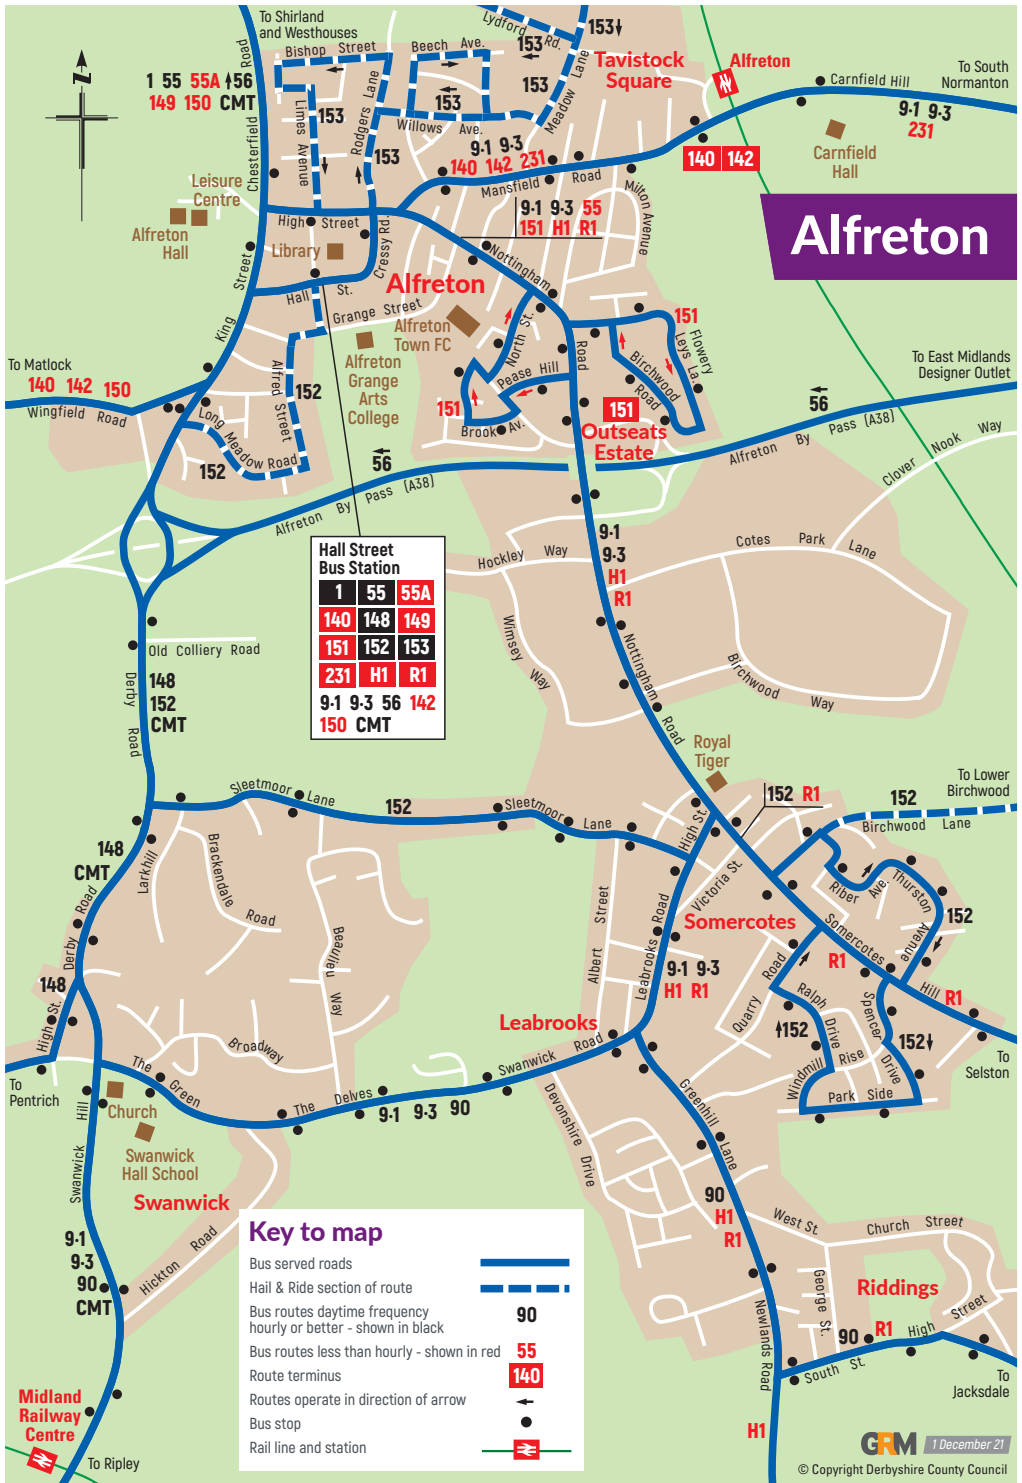 To Shirland
and Westhouses
Lydford Rd.
153
153
Bishop Street
Beech Ave.
153
Tavistock
Square
Alfreton
To South
Normanton
Carnfield Hill
9·1 9·3
231
1 55 55A 56
149 150 CMT
Chesterfield Road
Limes Avenue
153
Rodgers Lane
153
153
Willows Ave.
Meadow Lane
9·1 9·3
140 142 231
Mansfield Road
140 142
Carnfield
Hall
Leisure
Centre
Alfreton
Hall
High Street
Library
Cressy Rd.
9·1 9·3 55
151 H1 R1
Milton Avenue
Alfreton
N
King Street
Hall St.
Alfreton
Nottingham Road
Grange Street
Alfreton
Town FC
Alfreton
Grange
Arts
College
North St.
Pease Hill
151
Brook Av.
151
Flowery Leys La.
Birchwood Road
151
Outseats
Estate
To East Midlands
Designer Outlet
56
Alfreton By Pass (A38)
To Matlock
140 142 150
Wingfield Road
Alfred Street
152
Long Meadow Road
152
56
Alfreton By Pass (A38)
Clover Nook Way
Hall Street
Bus Station
1 55 55A
140 148 149
151 152 153
231 H1 R1
9·1 9·3 56 142
150 CMT
Hockley Way
9·1
9·3
H1
R1
Cotes Park Lane
Wimsey Way
Birchwood Way
Nottingham Road
Old Colliery Road
148
152
CMT
Derby Road
Royal
Tiger
To Lower
Birchwood
152 R1
152
Birchwood Lane
Sleetmoor Lane
152
Sleetmoor Lane
High St.
Victoria St.
148
CMT
Larkhill
Brackendale Road
Albert Street
Leabrooks Road
Somercotes
Riber Ave.
Thurston Avenue
152
Derby Road
Beaulieu Way
9·1 9·3
H1 R1
Quarry Road
Somercotes Hill
R1
R1
148
High St.
Leabrooks
Ralph Drive
152
Spencer Drive
152
Windmill Rise
Park Side
To
Selston
To
Pentrich
The Green
Broadway
Swanwick Road
The Delves
9·1 9·3 90
Church
Swanwick
Hall School
Swanwick Hill
Swanwick
Devonshire Drive
Greenhill Lane
90
H1
R1
West St.
Church Street
9·1
9·3
90
CMT
Hickton Road
Riddings
George St.
Newlands Road
90
R1
High Street
South St.
To
Jacksdale
H1
Midland
Railway
Centre
To Ripley
Key to map
Bus served roads
Hail & Ride section of route
Bus routes daytime frequency
hourly or better - shown in black
90
Bus routes less than hourly - shown in red
55
Route terminus
140
Routes operate in direction of arrow
Bus stop
Rail line and station
GRM
1 December 21
© Copyright Derbyshire County Council